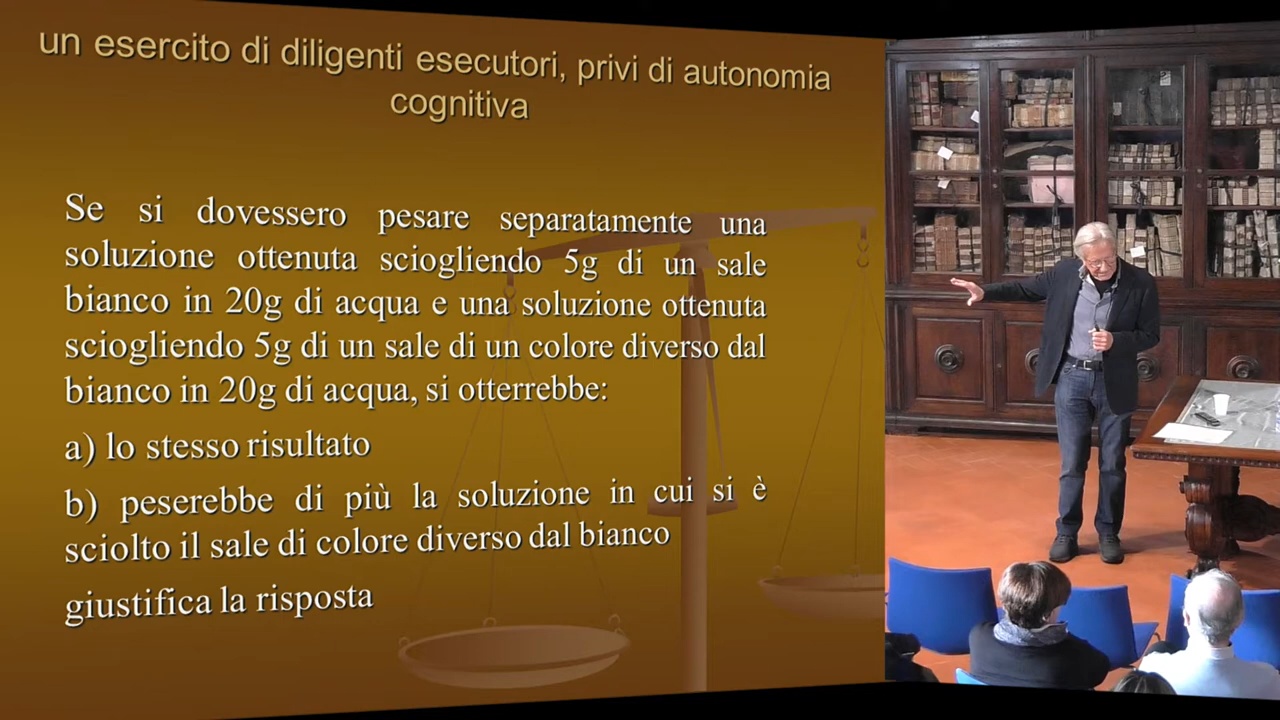 un esercito di diligenti esecutori, privi di autonomia
cognitiva
Se si dovessero pesare separatamente una
soluzione ottenuta sciogliendo 5g di un sale
bianco in 20g di acqua e una soluzione ottenuta
sciogliendo 5g di un sale di un colore diverso dal
bianco in 20g di acqua, si otterrebbe:
a) lo stesso risultato
b) peserebbe di più la soluzione in cui si è
sciolto il sale di colore diverso dal bianco
giustifica la risposta